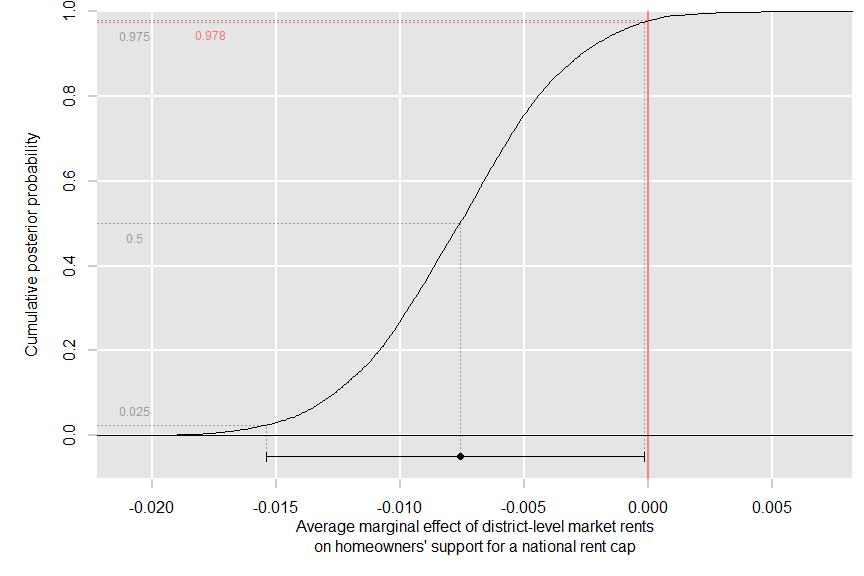 1.0
0.975
0.978
0.8
0.6
0.5
0.4
0.2
0.025
0.0
Cumulative posterior probability
-0.020 -0.015 -0.010 -0.005 0.000 0.005
Average marginal effect of district-level market rents
on homeowners' support for a national rent cap